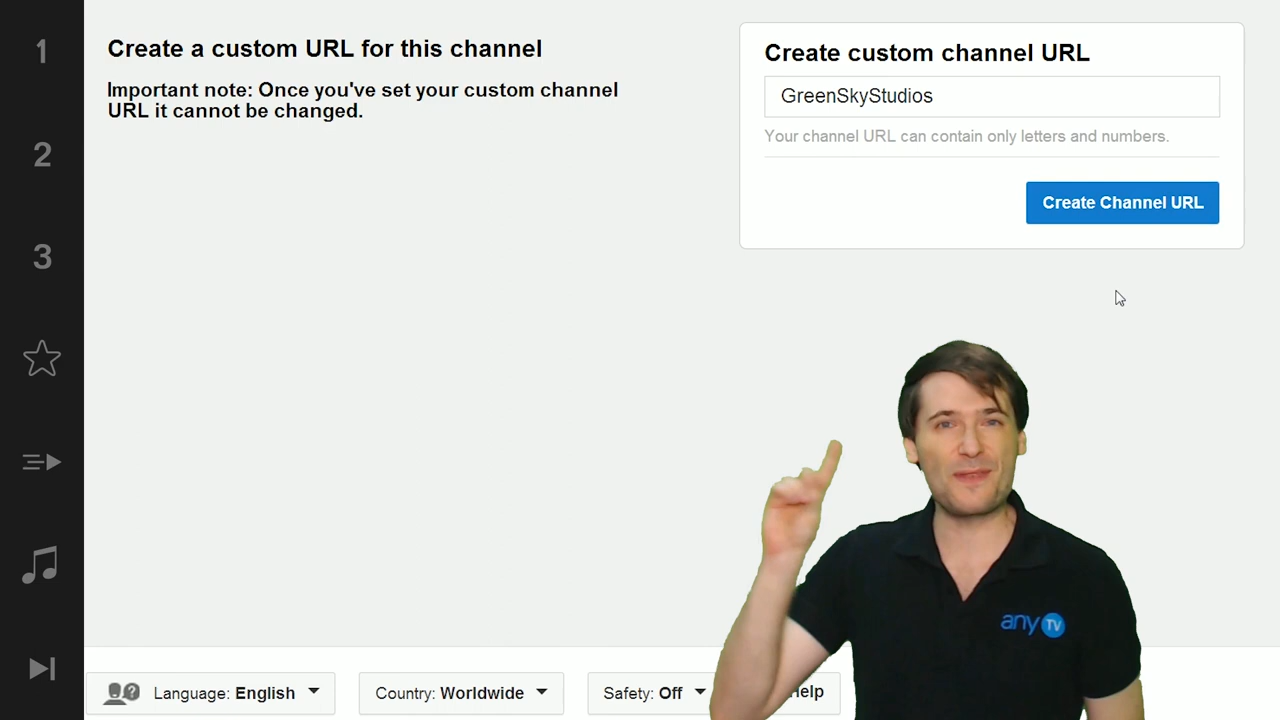 1
2
3
Create a custom URL for this channel
Important note: Once you've set your custom channel
URL it cannot be changed.
Create custom channel URL
GreenSkyStudios
Your channel URL can contain only letters and numbers.
Create Channel URL
any TV
Language: English
Country: Worldwide
Safety: Off